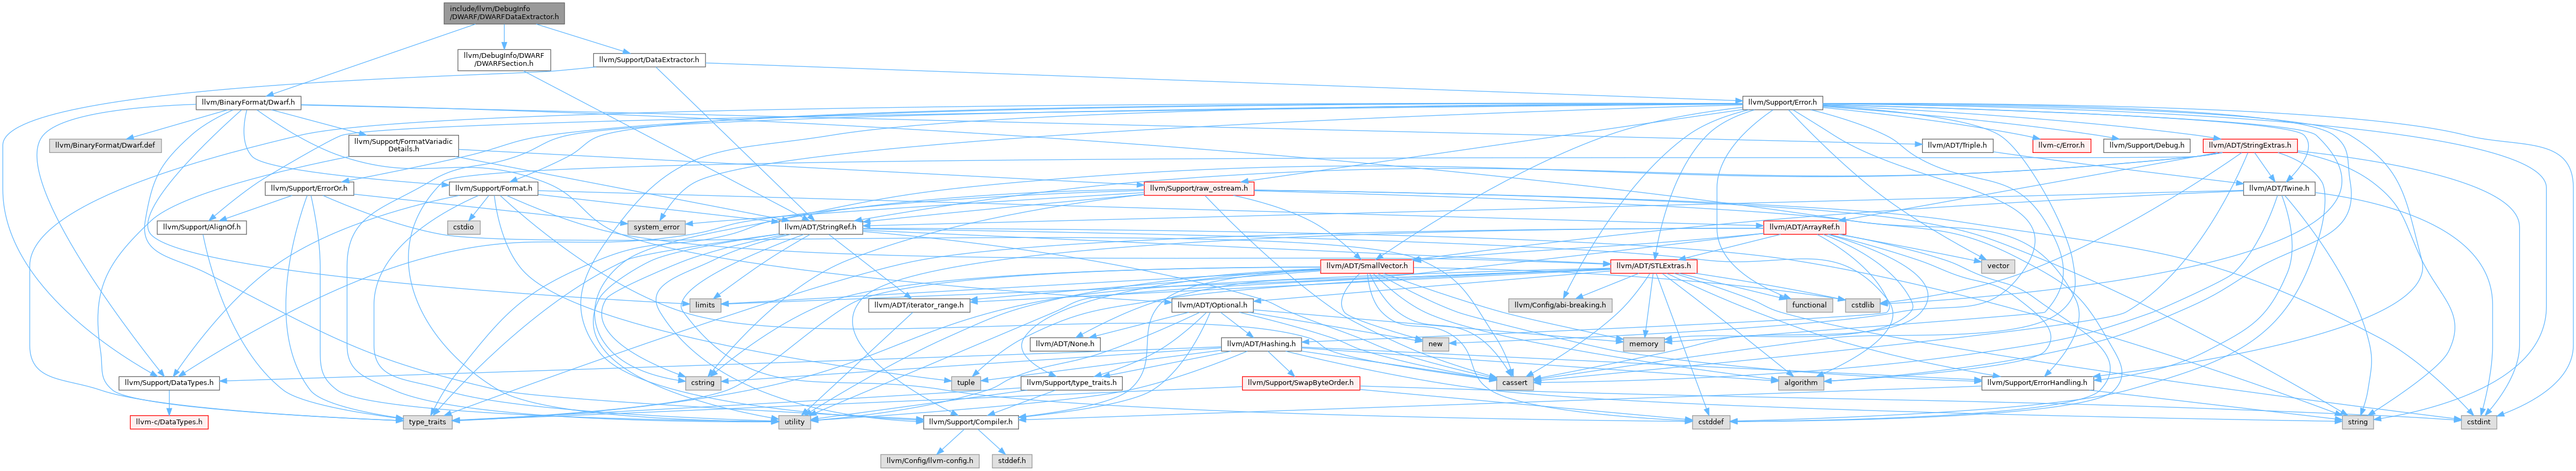 include/llvm/DebugInfo
/DWARF/DWARFDataExtractor.h
llvm/DebugInfo/DWARF
/DWARFSection.h
llvm/Support/DataExtractor.h
llvm/BinaryFormat/Dwarf.h
llvm/Support/Error.h
llvm/BinaryFormat/Dwarf.def
llvm/Support/FormatVariadic
Details.h
llvm/ADT/Triple.h
llvm-c/Error.h
llvm/Support/Debug.h
llvm/ADT/StringExtras.h
llvm/Support/ErrorOr.h
llvm/Support/Format.h
llvm/Support/raw_ostream.h
llvm/ADT/Twine.h
llvm/Support/AlignOf.h
cstdio
system_error
llvm/ADT/StringRef.h
llvm/ADT/ArrayRef.h
llvm/ADT/SmallVector.h
llvm/ADT/STLExtras.h
vector
limits
llvm/ADT/iterator_range.h
llvm/ADT/Optional.h
llvm/Config/abi-breaking.h
functional
cstdlib
llvm/ADT/None.h
llvm/ADT/Hashing.h
new
memory
llvm/Support/DataTypes.h
cstring
tuple
llvm/Support/type_traits.h
llvm/Support/SwapByteOrder.h
cassert
algorithm
llvm/Support/ErrorHandling.h
llvm-c/DataTypes.h
type_traits
utility
llvm/Support/Compiler.h
cstddef
string
cstdint
llvm/Config/llvm-config.h
stddef.h